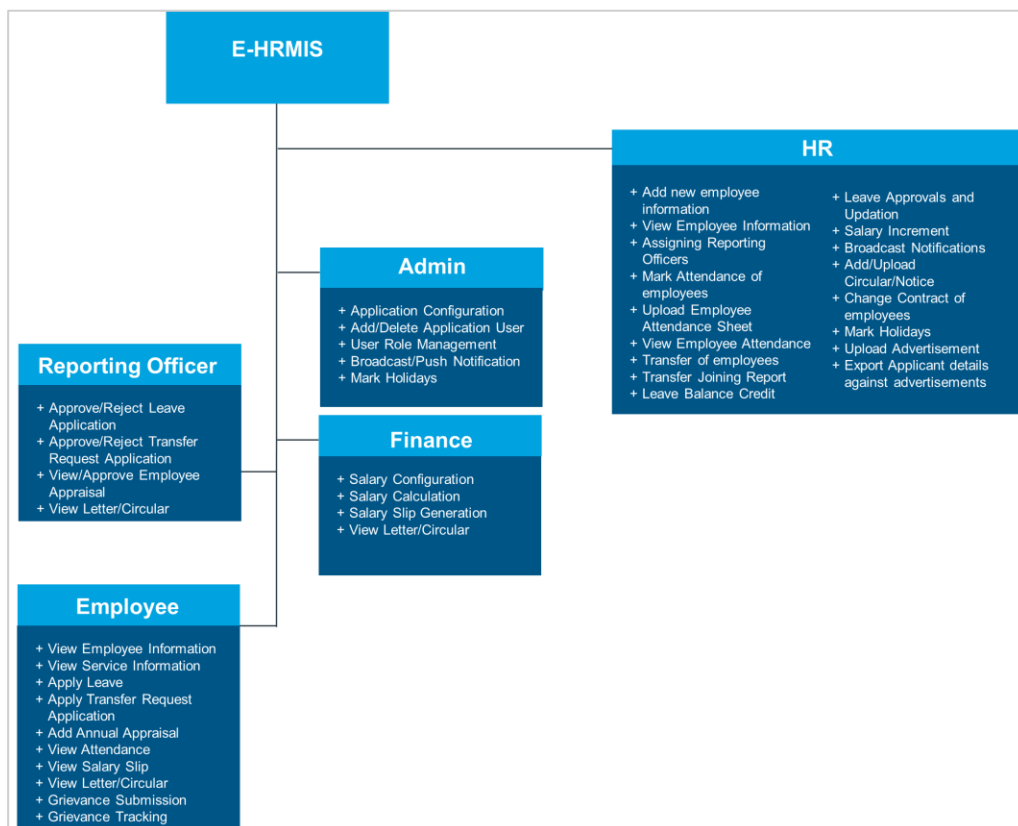 E-HRMIS
HR
+ Add new employee
information
+ View Employee Information
+ Assigning Reporting
Officers
+ Mark Attendance of
employees
+ Upload Employee
Attendance Sheet
+ View Employee Attendance
+ Transfer of employees
+ Transfer Joining Report
+ Leave Balance Credit
+ Leave Approvals and
Updation
+ Salary Increment
+ Broadcast Notifications
+ Add/Upload
Circular/Notice
+ Change Contract of
employees
+ Mark Holidays
+ Upload Advertisement
+ Export Applicant details
against advertisements
Admin
+ Application Configuration
+ Add/Delete Application User
+ User Role Management
+ Broadcast/Push Notification
+ Mark Holidays
Reporting Officer
+ Approve/Reject Leave
Application
+ Approve/Reject Transfer
Request Application
+ View/Approve Employee
Appraisal
+ View Letter/Circular
Finance
+ Salary Configuration
+ Salary Calculation
+ Salary Slip Generation
+ View Letter/Circular
Employee
+ View Employee Information
+ View Service Information
+ Apply Leave
+ Apply Transfer Request
Application
+ Add Annual Appraisal
+ View Attendance
+ View Salary Slip
+ View Letter/Circular
+ Grievance Submission
+ Grievance Tracking